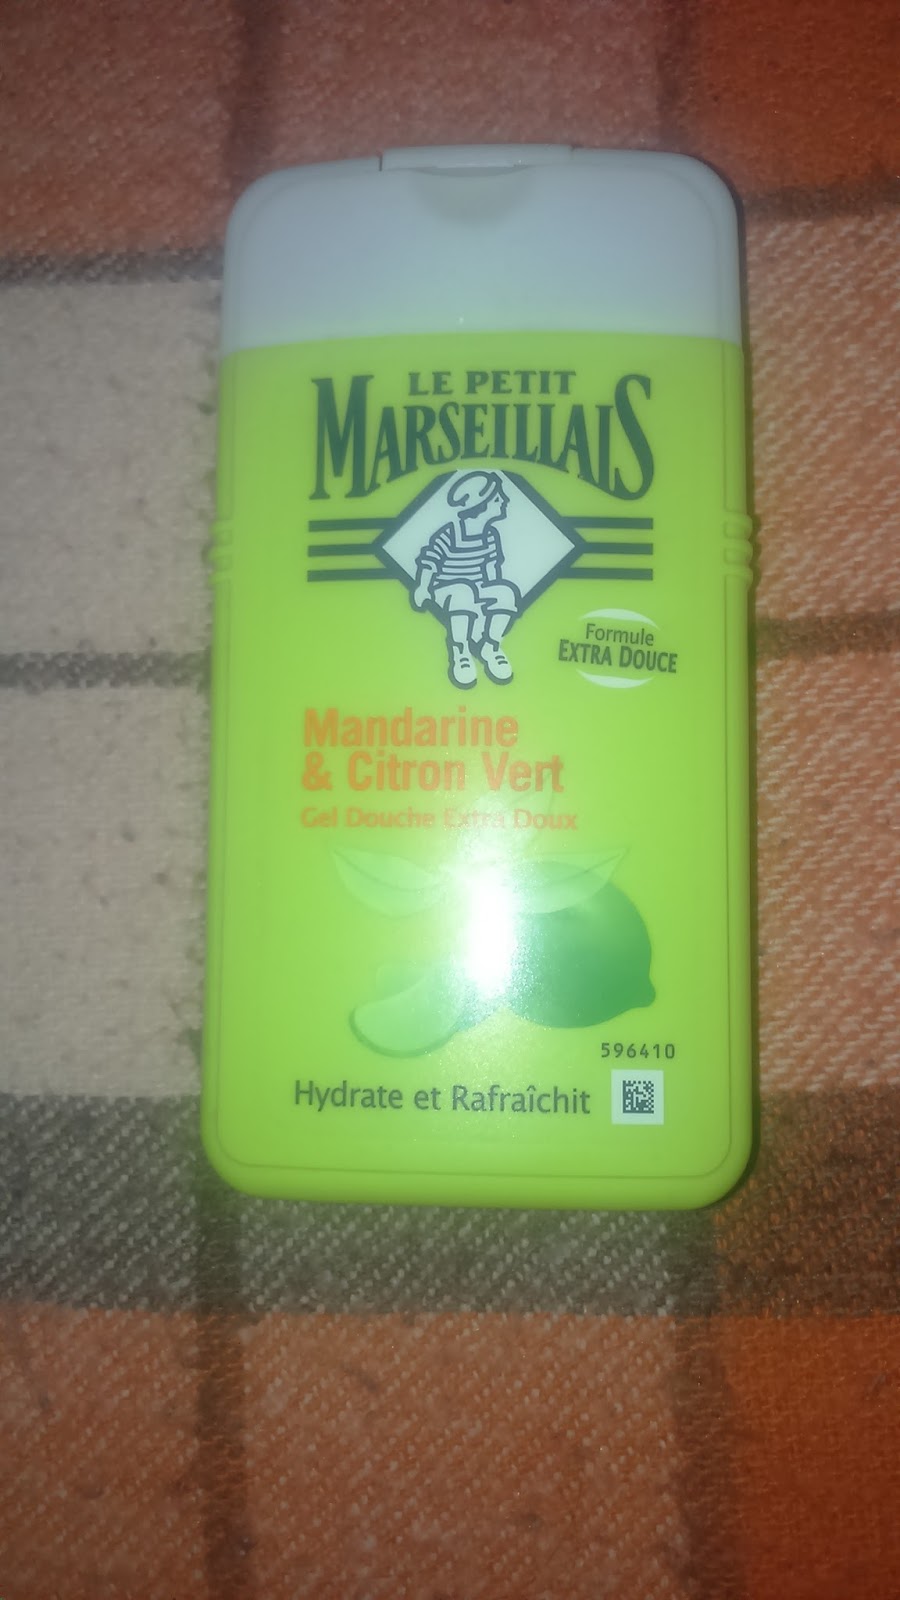 LE PETIT
MARSEILLAIS
Formule
EXTRA DOUCE
Mandarine
& Citron Vert
Gel Douche Extra Doux
596410
Hydrate et Rafraîchit